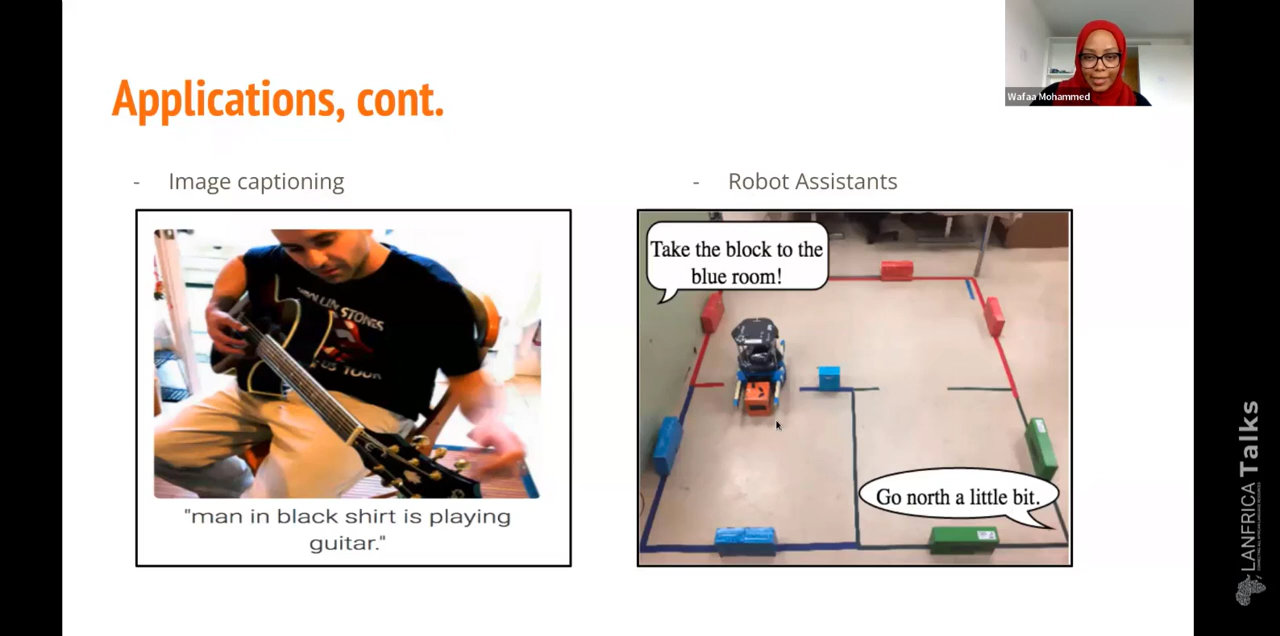 Applications, cont.
Wafaa Mohammed
- Image captioning
- Robot Assistants
Take the block to the
blue room!
STONES
Go north a little bit.
"man in black shirt is playing
guitar."
LANFRICA Talks